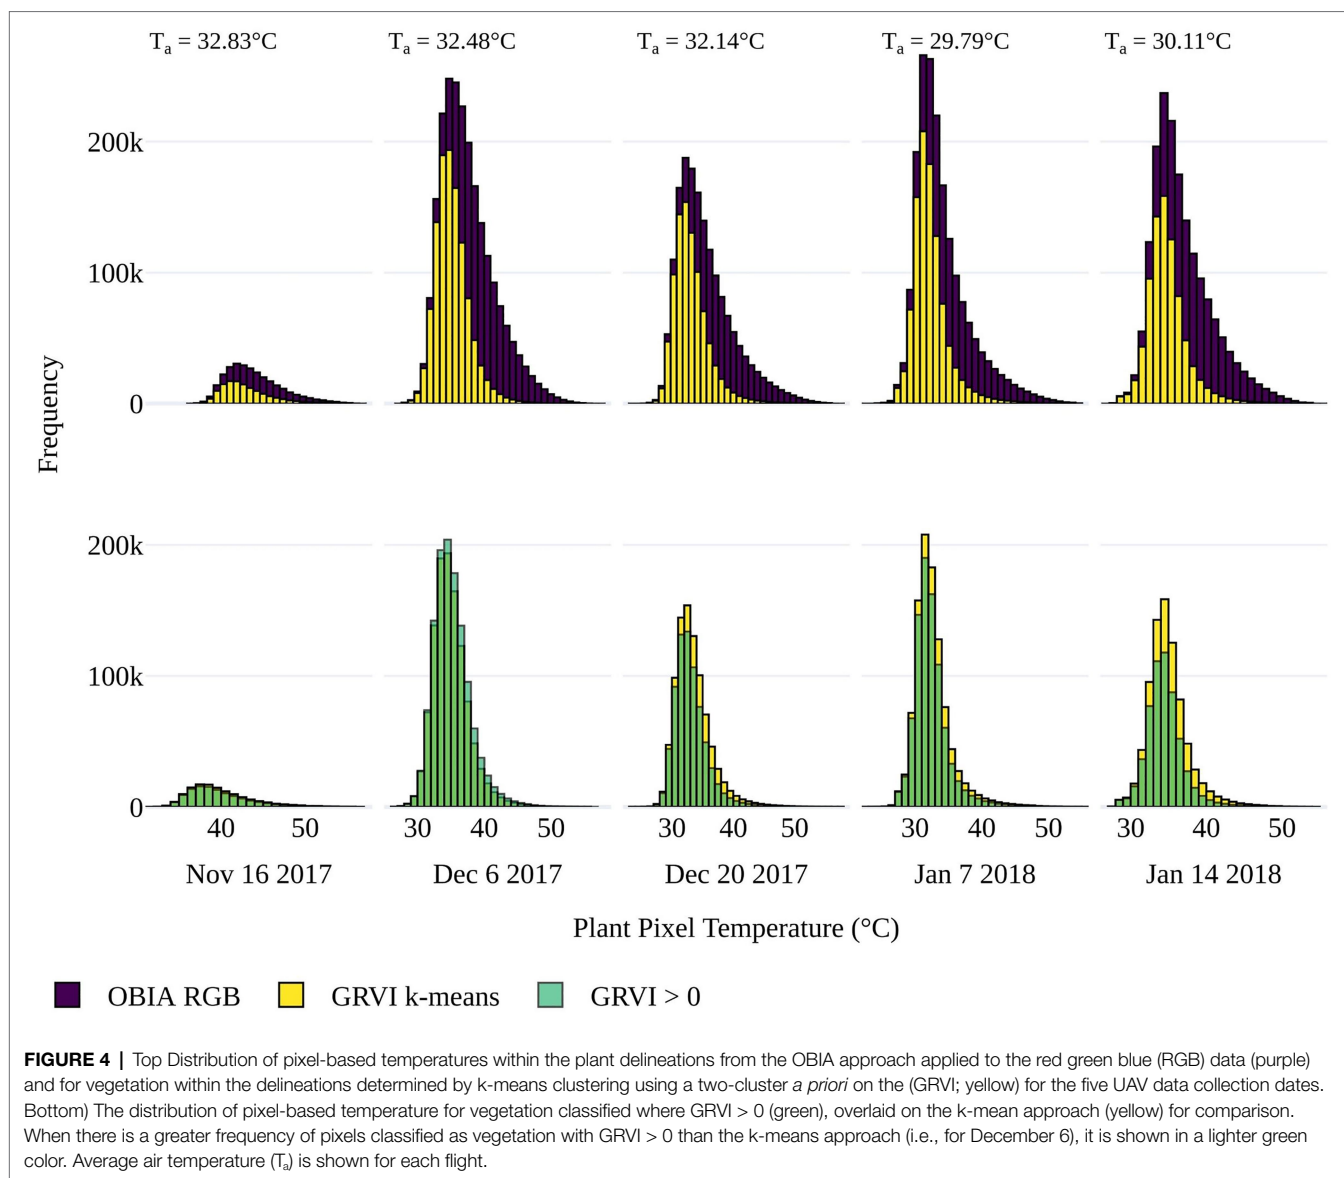 Tₐ = 32.83°C Tₐ = 32.48°C Tₐ = 32.14°C Tₐ = 29.79°C Tₐ = 30.11°C
200k
100k
0
Frequency
200k
100k
0
40 50 30 40 50 30 40 50 30 40 50 30 40 50
Nov 16 2017 Dec 6 2017 Dec 20 2017 Jan 7 2018 Jan 14 2018
Plant Pixel Temperature (°C)
OBIA RGB GRVI k-means GRVI > 0
FIGURE 4 | Top Distribution of pixel-based temperatures within the plant delineations from the OBIA approach applied to the red green blue (RGB) data (purple)
and for vegetation within the delineations determined by k-means clustering using a two-cluster a priori on the (GRVI; yellow) for the five UAV data collection dates.
Bottom) The distribution of pixel-based temperature for vegetation classified where GRVI > 0 (green), overlaid on the k-mean approach (yellow) for comparison.
When there is a greater frequency of pixels classified as vegetation with GRVI > 0 than the k-means approach (i.e., for December 6), it is shown in a lighter green
color. Average air temperature (Tₐ) is shown for each flight.